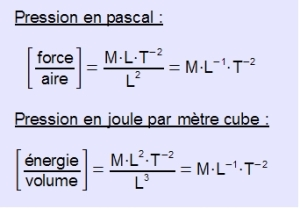 Pression en pascal :
[force / aire] = M·L·T⁻² / L² = M·L⁻¹·T⁻²
Pression en joule par mètre cube :
[énergie / volume] = M·L²·T⁻² / L³ = M·L⁻¹·T⁻²